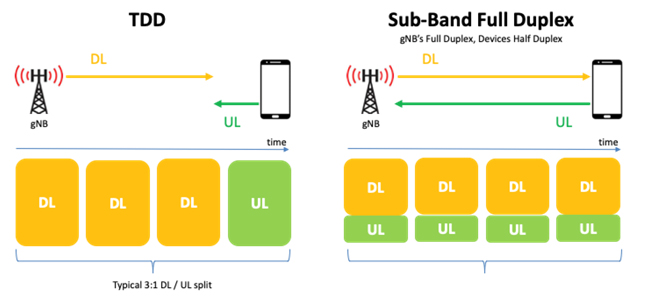 TDD
DL
gNB
UL
time
DL DL DL UL
Typical 3:1 DL / UL split
Sub-Band Full Duplex
gNB's Full Duplex, Devices Half Duplex
DL
gNB
UL
time
DL DL DL DL
UL UL UL UL